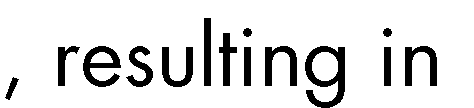 , resulting in